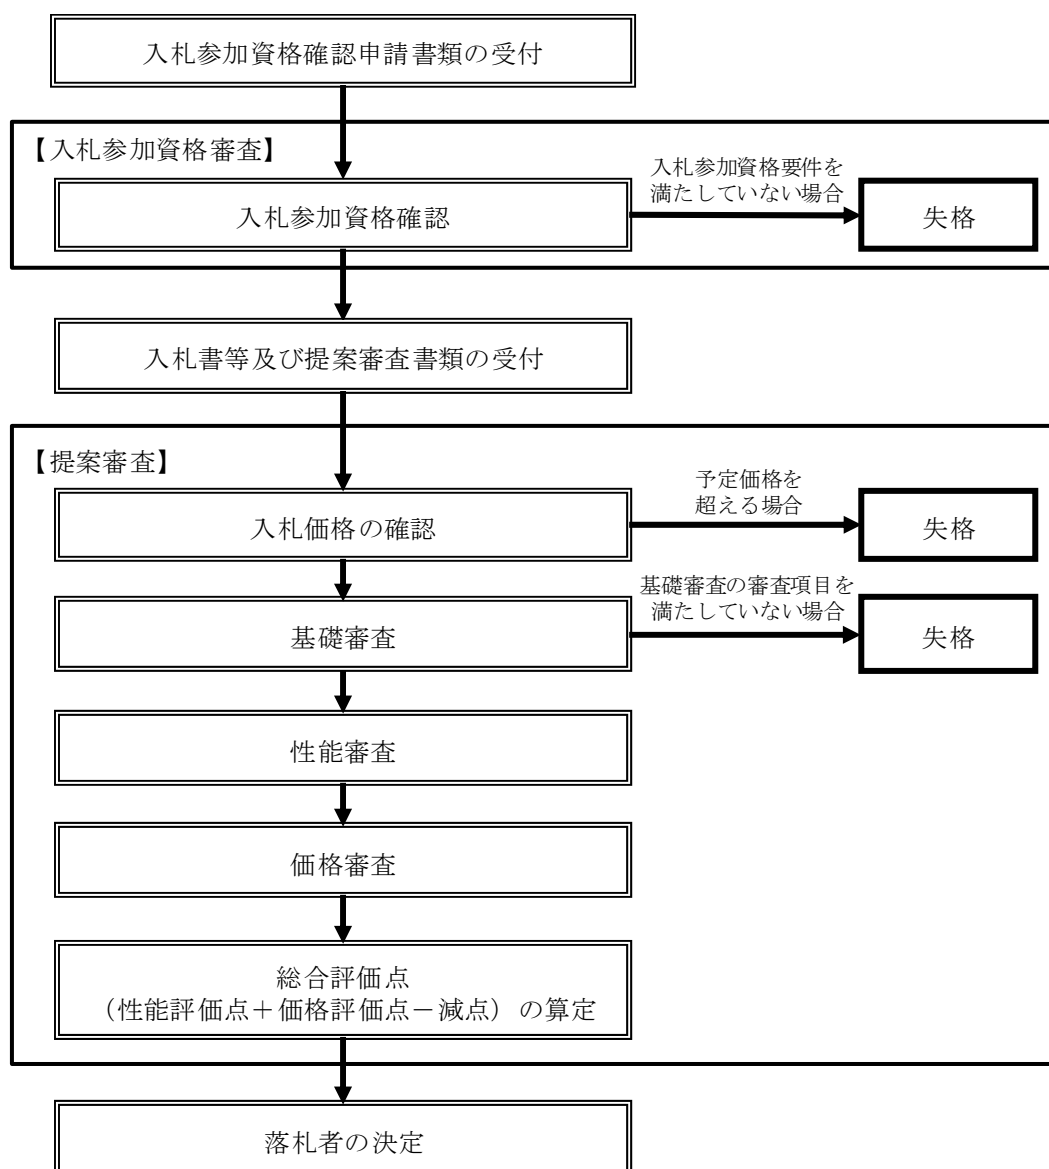 入札参加資格確認申請書類の受付
【入札参加資格審査】
入札参加資格要件を
満たしていない場合
入札参加資格確認
失格
入札書等及び提案審査書類の受付
【提案審査】
予定価格を
超える場合
入札価格の確認
失格
基礎審査の審査項目を
満たしていない場合
基礎審査
失格
性能審査
価格審査
総合評価点
（性能評価点＋価格評価点－減点）の算定
落札者の決定